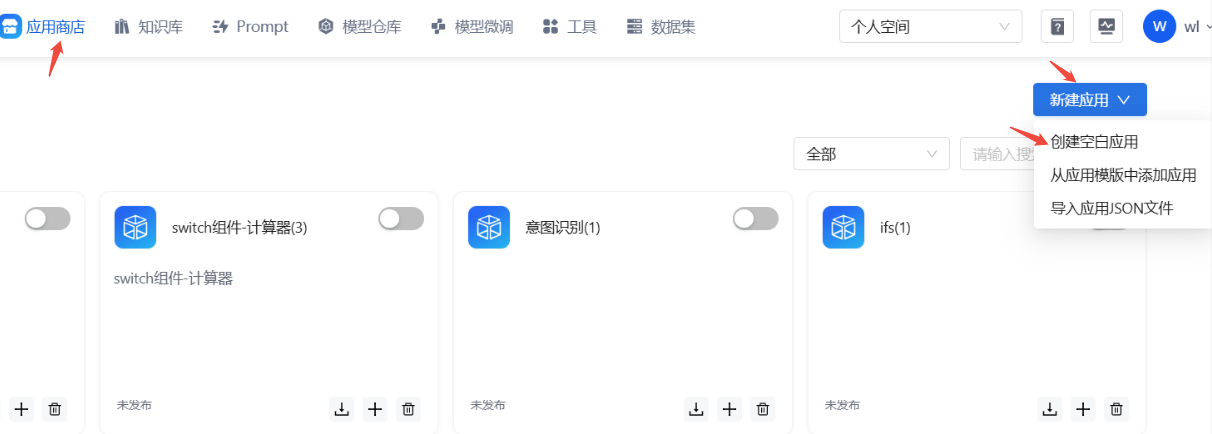 应用商店 知识库 Prompt 模型仓库 模型微调 工具 数据集 个人空间 W wl
新建应用
创建空白应用
全部 请输入搜
从应用模版中添加应用
导入应用JSON文件
switch组件-计算器(3) 意图识别(1) ifs(1)
switch组件-计算器
未发布 未发布 未发布